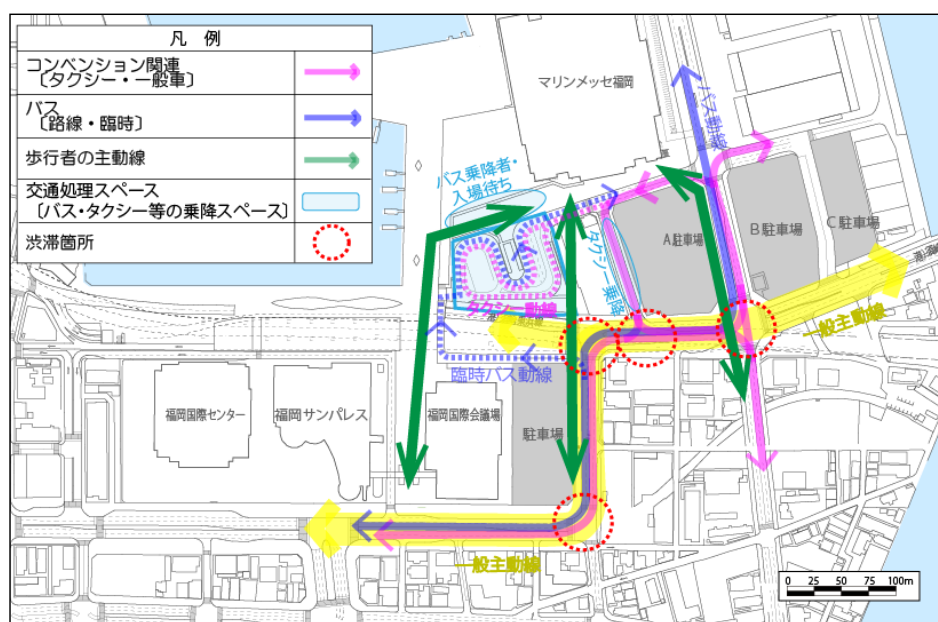 凡 例
コンベンション関連
〔タクシー・一般車〕
バス
〔路線・臨時〕
歩行者の主動線
交通処理スペース
〔バス・タクシー等の乗降スペース〕
渋滞箇所
マリンメッセ福岡
バス動線
バス乗降者・
入場待ち
A駐車場
B駐車場
C駐車場
タクシー乗降
タクシー動線
一般主動線
臨時バス動線
福岡国際センター
福岡サンパレス
福岡国際会議場
駐車場
一般主動線
0 25 50 75 100m